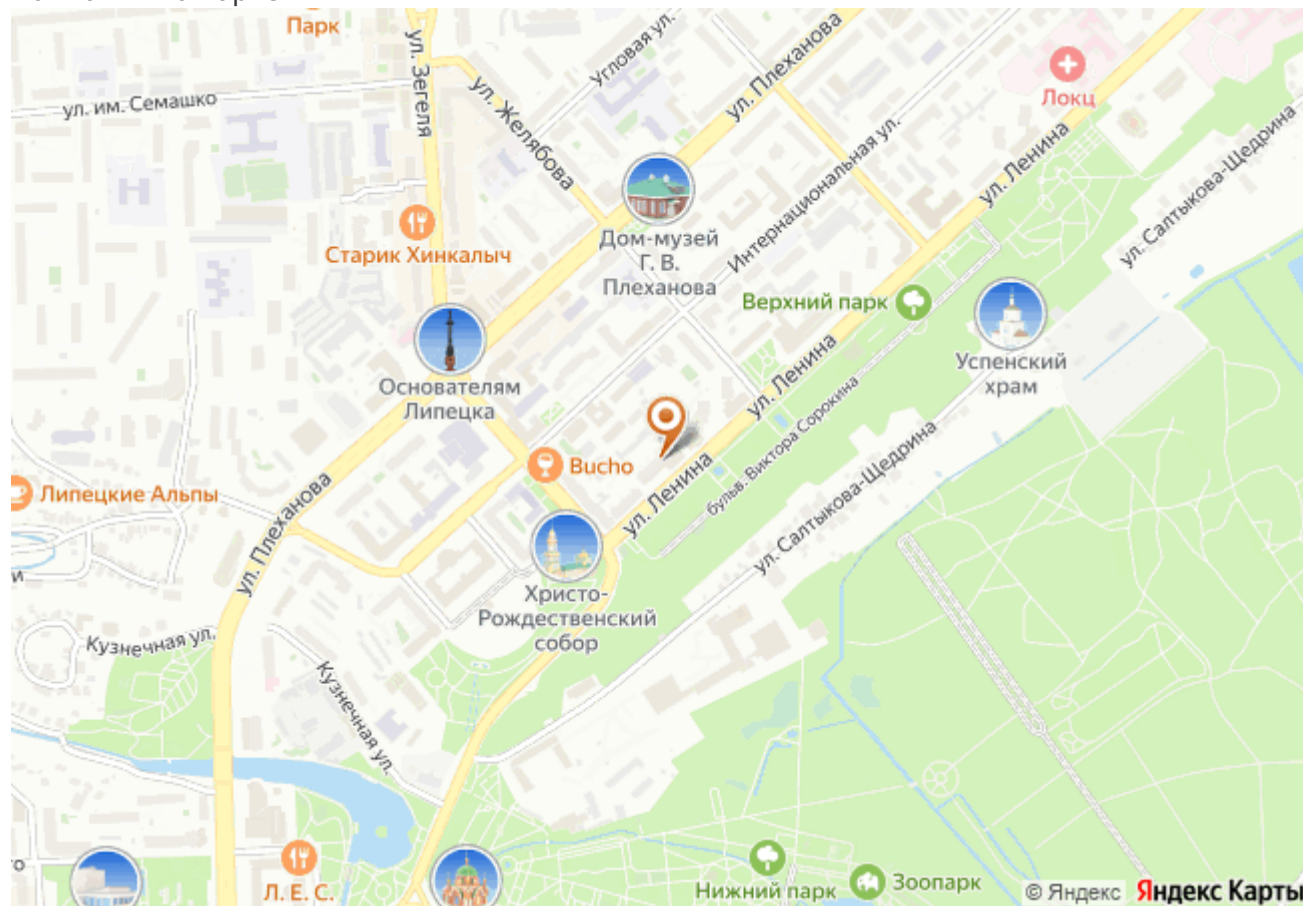 Парк
ул. Зегеля
Угловая ул.
ул. Плеханова
Локц
ул. им. Семашко
ул. Желябова
Интернациональная ул.
ул. Ленина
ул. Салтыкова-Щедрина
Старик Хинкалыч
Дом-музей
Г. В.
Плеханова
Верхний парк
Успенский
храм
Основателям
Липецка
ул. Ленина
бульв. Виктора Сорокина
Bucho
ул. Ленина
ул. Салтыкова-Щедрина
Липецкие Альпы
ул. Плеханова
Христо-
Рождественский
собор
Кузнечная ул.
Кузнечная ул.
Л. Е. С.
Нижний парк
Зоопарк
© Яндекс Яндекс Карты